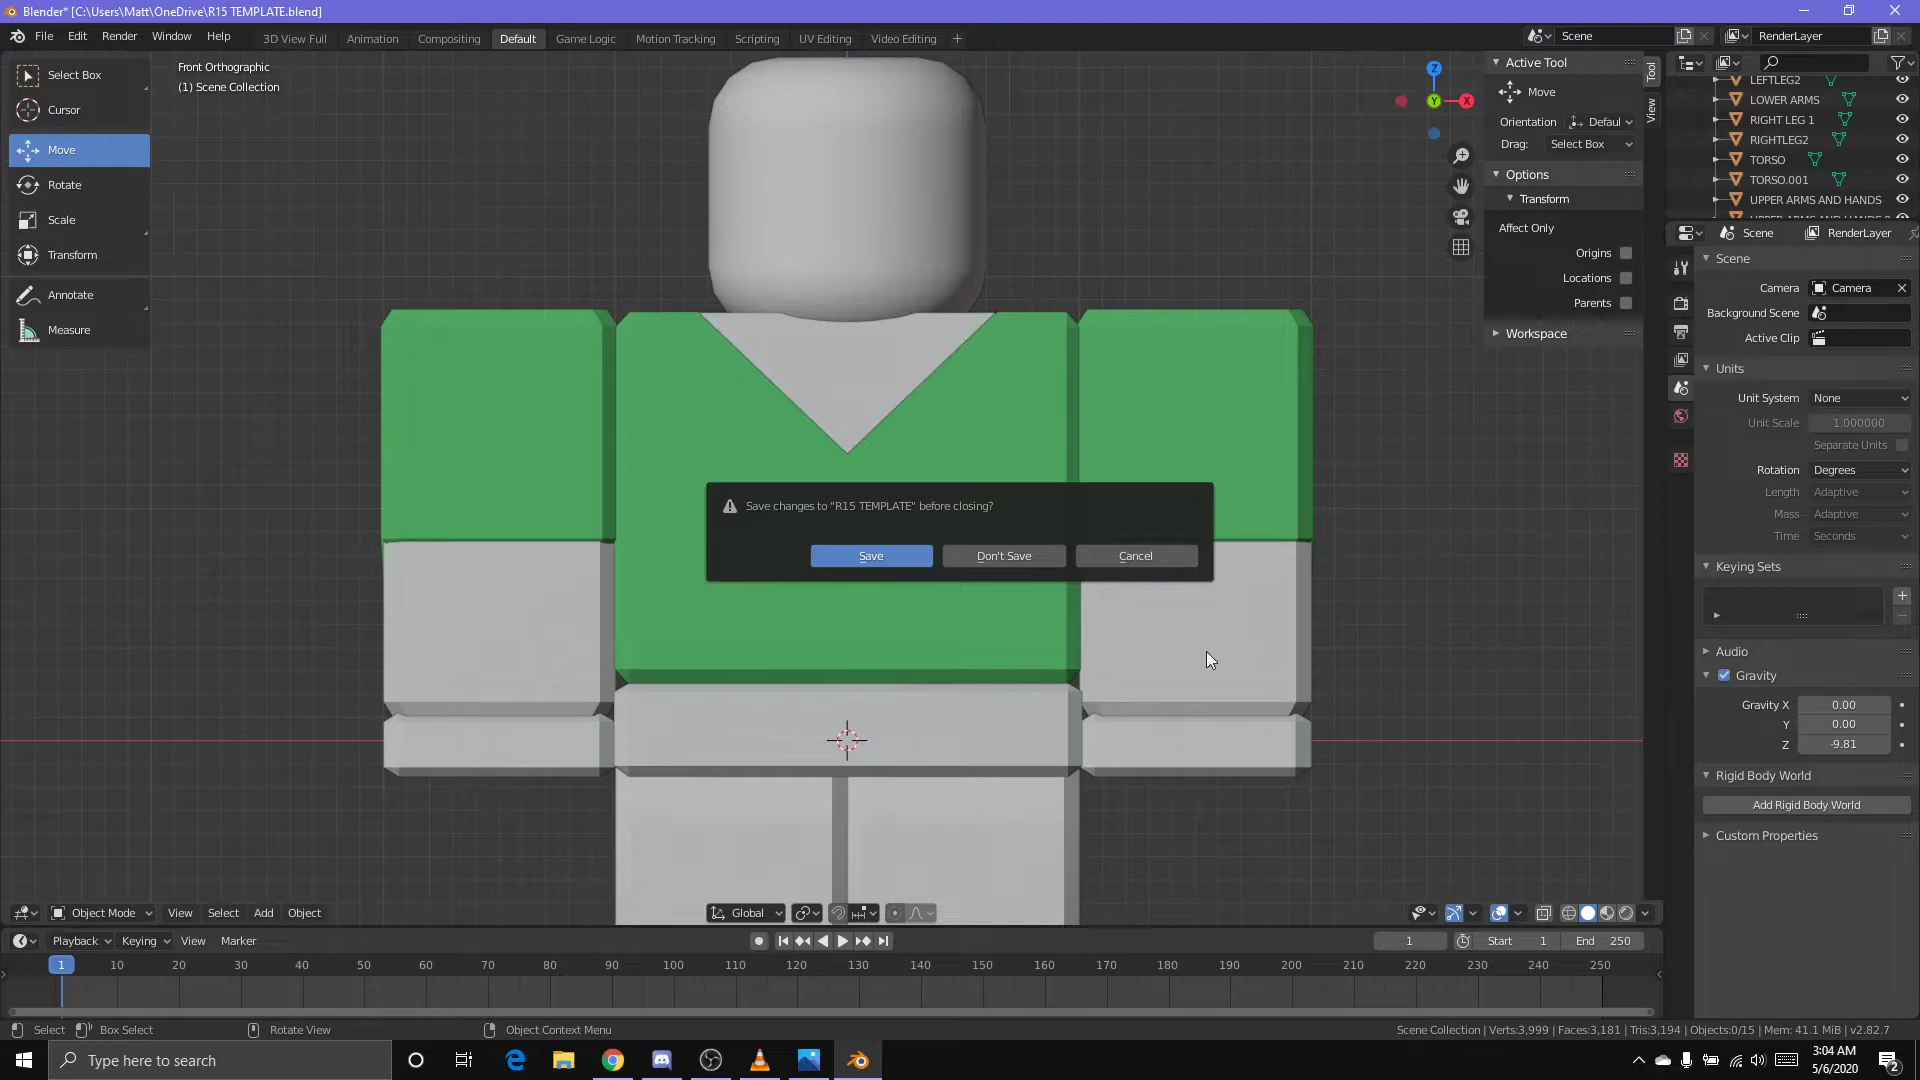 Blender* [C:\Users\Matt\OneDrive\R15 TEMPLATE.blend]
File Edit Render Window Help
3D View Full Animation Compositing Default Game Logic Motion Tracking Scripting UV Editing Video Editing
Scene
RenderLayer
Select Box
Cursor
Move
Rotate
Scale
Transform
Annotate
Measure
Front Orthographic
(1) Scene Collection
Z
Y
X
Active Tool
Move
Orientation Defaul
Drag: Select Box
Options
Transform
Affect Only
Origins
Locations
Parents
Workspace
Tool
View
LEFTLEG2
LOWER ARMS
RIGHT LEG 1
RIGHTLEG2
TORSO
TORSO.001
UPPER ARMS AND HANDS
Scene RenderLayer
Scene
Camera Camera
Background Scene
Active Clip
Units
Unit System None
Unit Scale 1.000000
Separate Units
Rotation Degrees
Length Adaptive
Mass Adaptive
Time Seconds
Keying Sets
Audio
Gravity
Gravity X 0.00
Y 0.00
Z -9.81
Rigid Body World
Add Rigid Body World
Custom Properties
Save changes to "R15 TEMPLATE" before closing?
Save Don't Save Cancel
Object Mode View Select Add Object
Global
Playback Keying View Marker
1 Start 1 End 250
1 10 20 30 40 50 60 70 80 90 100 110 120 130 140 150 160 170 180 190 200 210 220 230 240 250
Select Box Select Rotate View Object Context Menu
Scene Collection | Verts:3,999 | Faces:3,181 | Tris:3,194 | Objects:0/15 | Mem: 41.1 MiB | v2.82.7
Type here to search
3:04 AM
5/6/2020
2